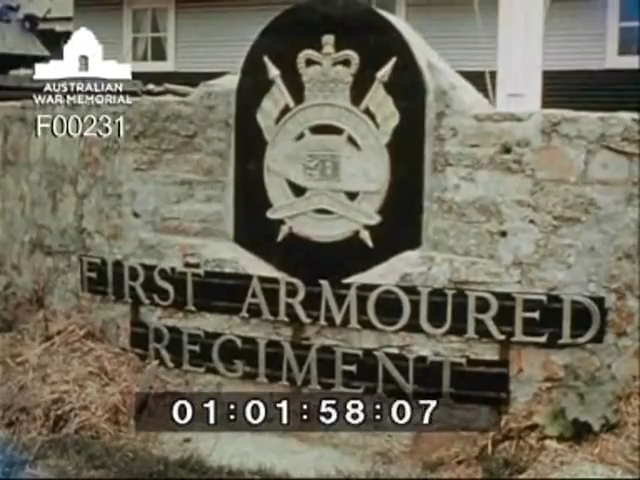 AUSTRALIAN
WAR MEMORIAL
F00231
FIRST ARMOURED
REGIMENT
01:01:58:07